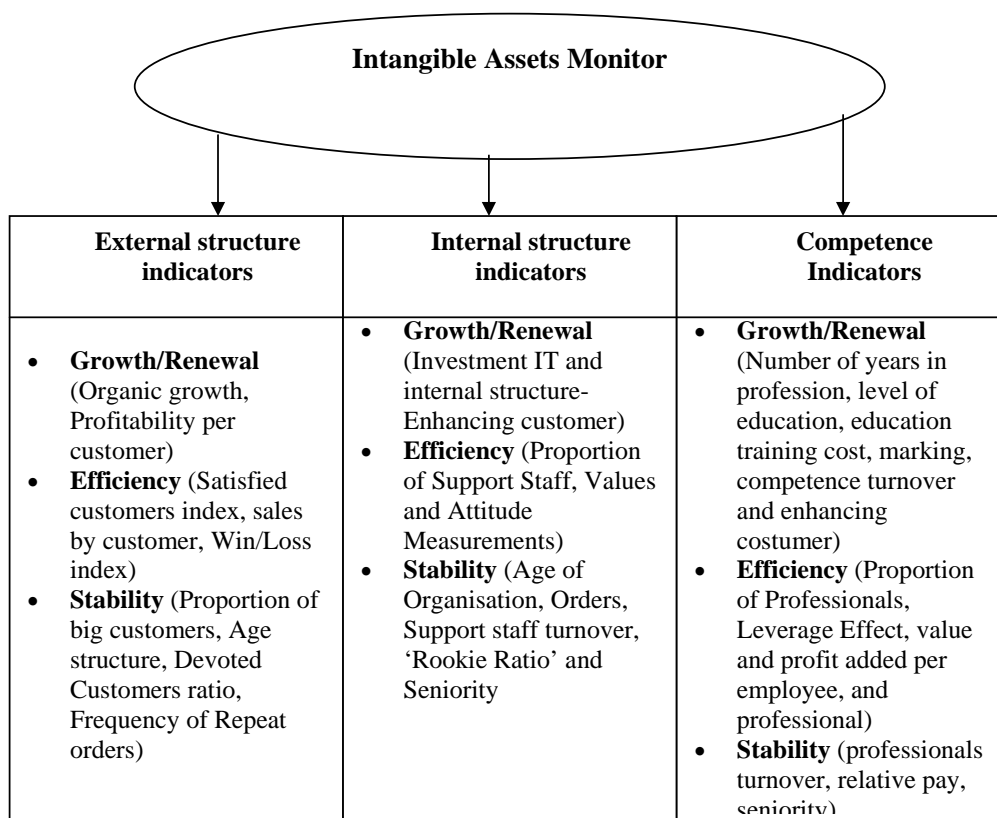 Intangible Assets Monitor
External structure
indicators
Internal structure
indicators
Competence
Indicators
• Growth/Renewal
(Organic growth,
Profitability per
customer)
• Efficiency (Satisfied
customers index, sales
by customer, Win/Loss
index)
• Stability (Proportion of
big customers, Age
structure, Devoted
Customers ratio,
Frequency of Repeat
orders)
• Growth/Renewal
(Investment IT and
internal structure-
Enhancing customer)
• Efficiency (Proportion
of Support Staff, Values
and Attitude
Measurements)
• Stability (Age of
Organisation, Orders,
Support staff turnover,
‘Rookie Ratio’ and
Seniority
• Growth/Renewal
(Number of years in
profession, level of
education, education
training cost, marking,
competence turnover
and enhancing
costumer)
• Efficiency (Proportion
of Professionals,
Leverage Effect, value
and profit added per
employee, and
professional)
• Stability (professionals
turnover, relative pay,
seniority)